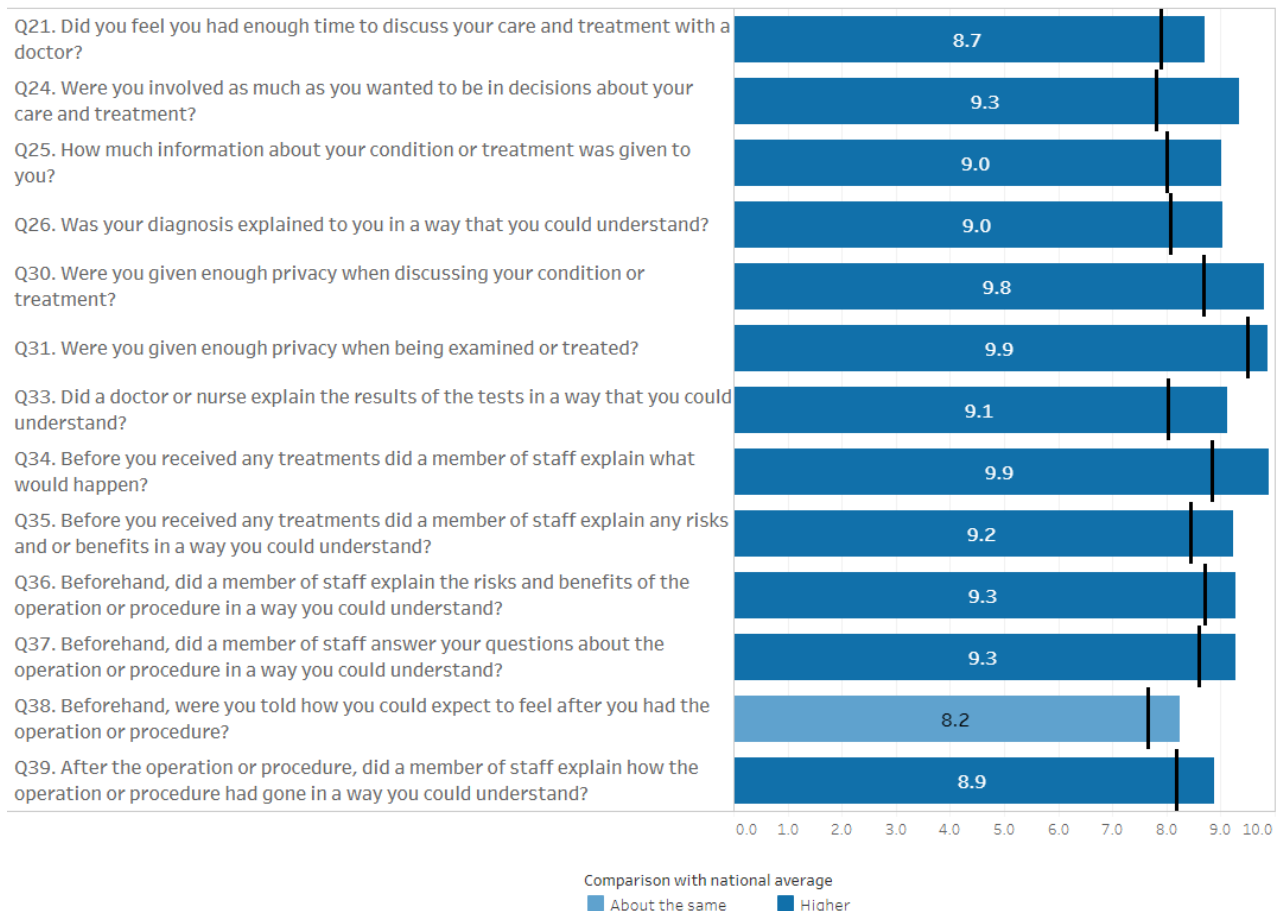 Q21. Did you feel you had enough time to discuss your care and treatment with a
doctor?
8.7
Q24. Were you involved as much as you wanted to be in decisions about your
care and treatment?
9.3
Q25. How much information about your condition or treatment was given to
you?
9.0
Q26. Was your diagnosis explained to you in a way that you could understand?
9.0
Q30. Were you given enough privacy when discussing your condition or
treatment?
9.8
Q31. Were you given enough privacy when being examined or treated?
9.9
Q33. Did a doctor or nurse explain the results of the tests in a way that you could
understand?
9.1
Q34. Before you received any treatments did a member of staff explain what
would happen?
9.9
Q35. Before you received any treatments did a member of staff explain any risks
and or benefits in a way you could understand?
9.2
Q36. Beforehand, did a member of staff explain the risks and benefits of the
operation or procedure in a way you could understand?
9.3
Q37. Beforehand, did a member of staff answer your questions about the
operation or procedure in a way you could understand?
9.3
Q38. Beforehand, were you told how you could expect to feel after you had the
operation or procedure?
8.2
Q39. After the operation or procedure, did a member of staff explain how the
operation or procedure had gone in a way you could understand?
8.9
0.0 1.0 2.0 3.0 4.0 5.0 6.0 7.0 8.0 9.0 10.0
Comparison with national average
About the same Higher